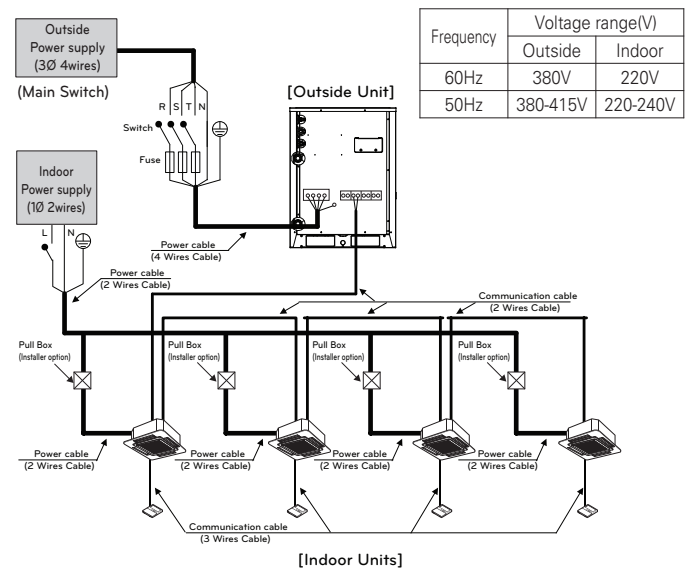 Outside
Power supply
(3Ø 4wires)
(Main Switch)
R S T N
Switch
Fuse
[Outside Unit]
Frequency
Voltage range(V)
Outside
Indoor
60Hz
380V
220V
50Hz
380-415V
220-240V
Indoor
Power supply
(1Ø 2wires)
L
N
Power cable
(4 Wires Cable)
Power cable
(2 Wires Cable)
Communication cable
(2 Wires Cable)
Pull Box
(Installer option)
Pull Box
(Installer option)
Pull Box
(Installer option)
Pull Box
(Installer option)
Power cable
(2 Wires Cable)
Power cable
(2 Wires Cable)
Power cable
(2 Wires Cable)
Power cable
(2 Wires Cable)
Communication cable
(3 Wires Cable)
[Indoor Units]